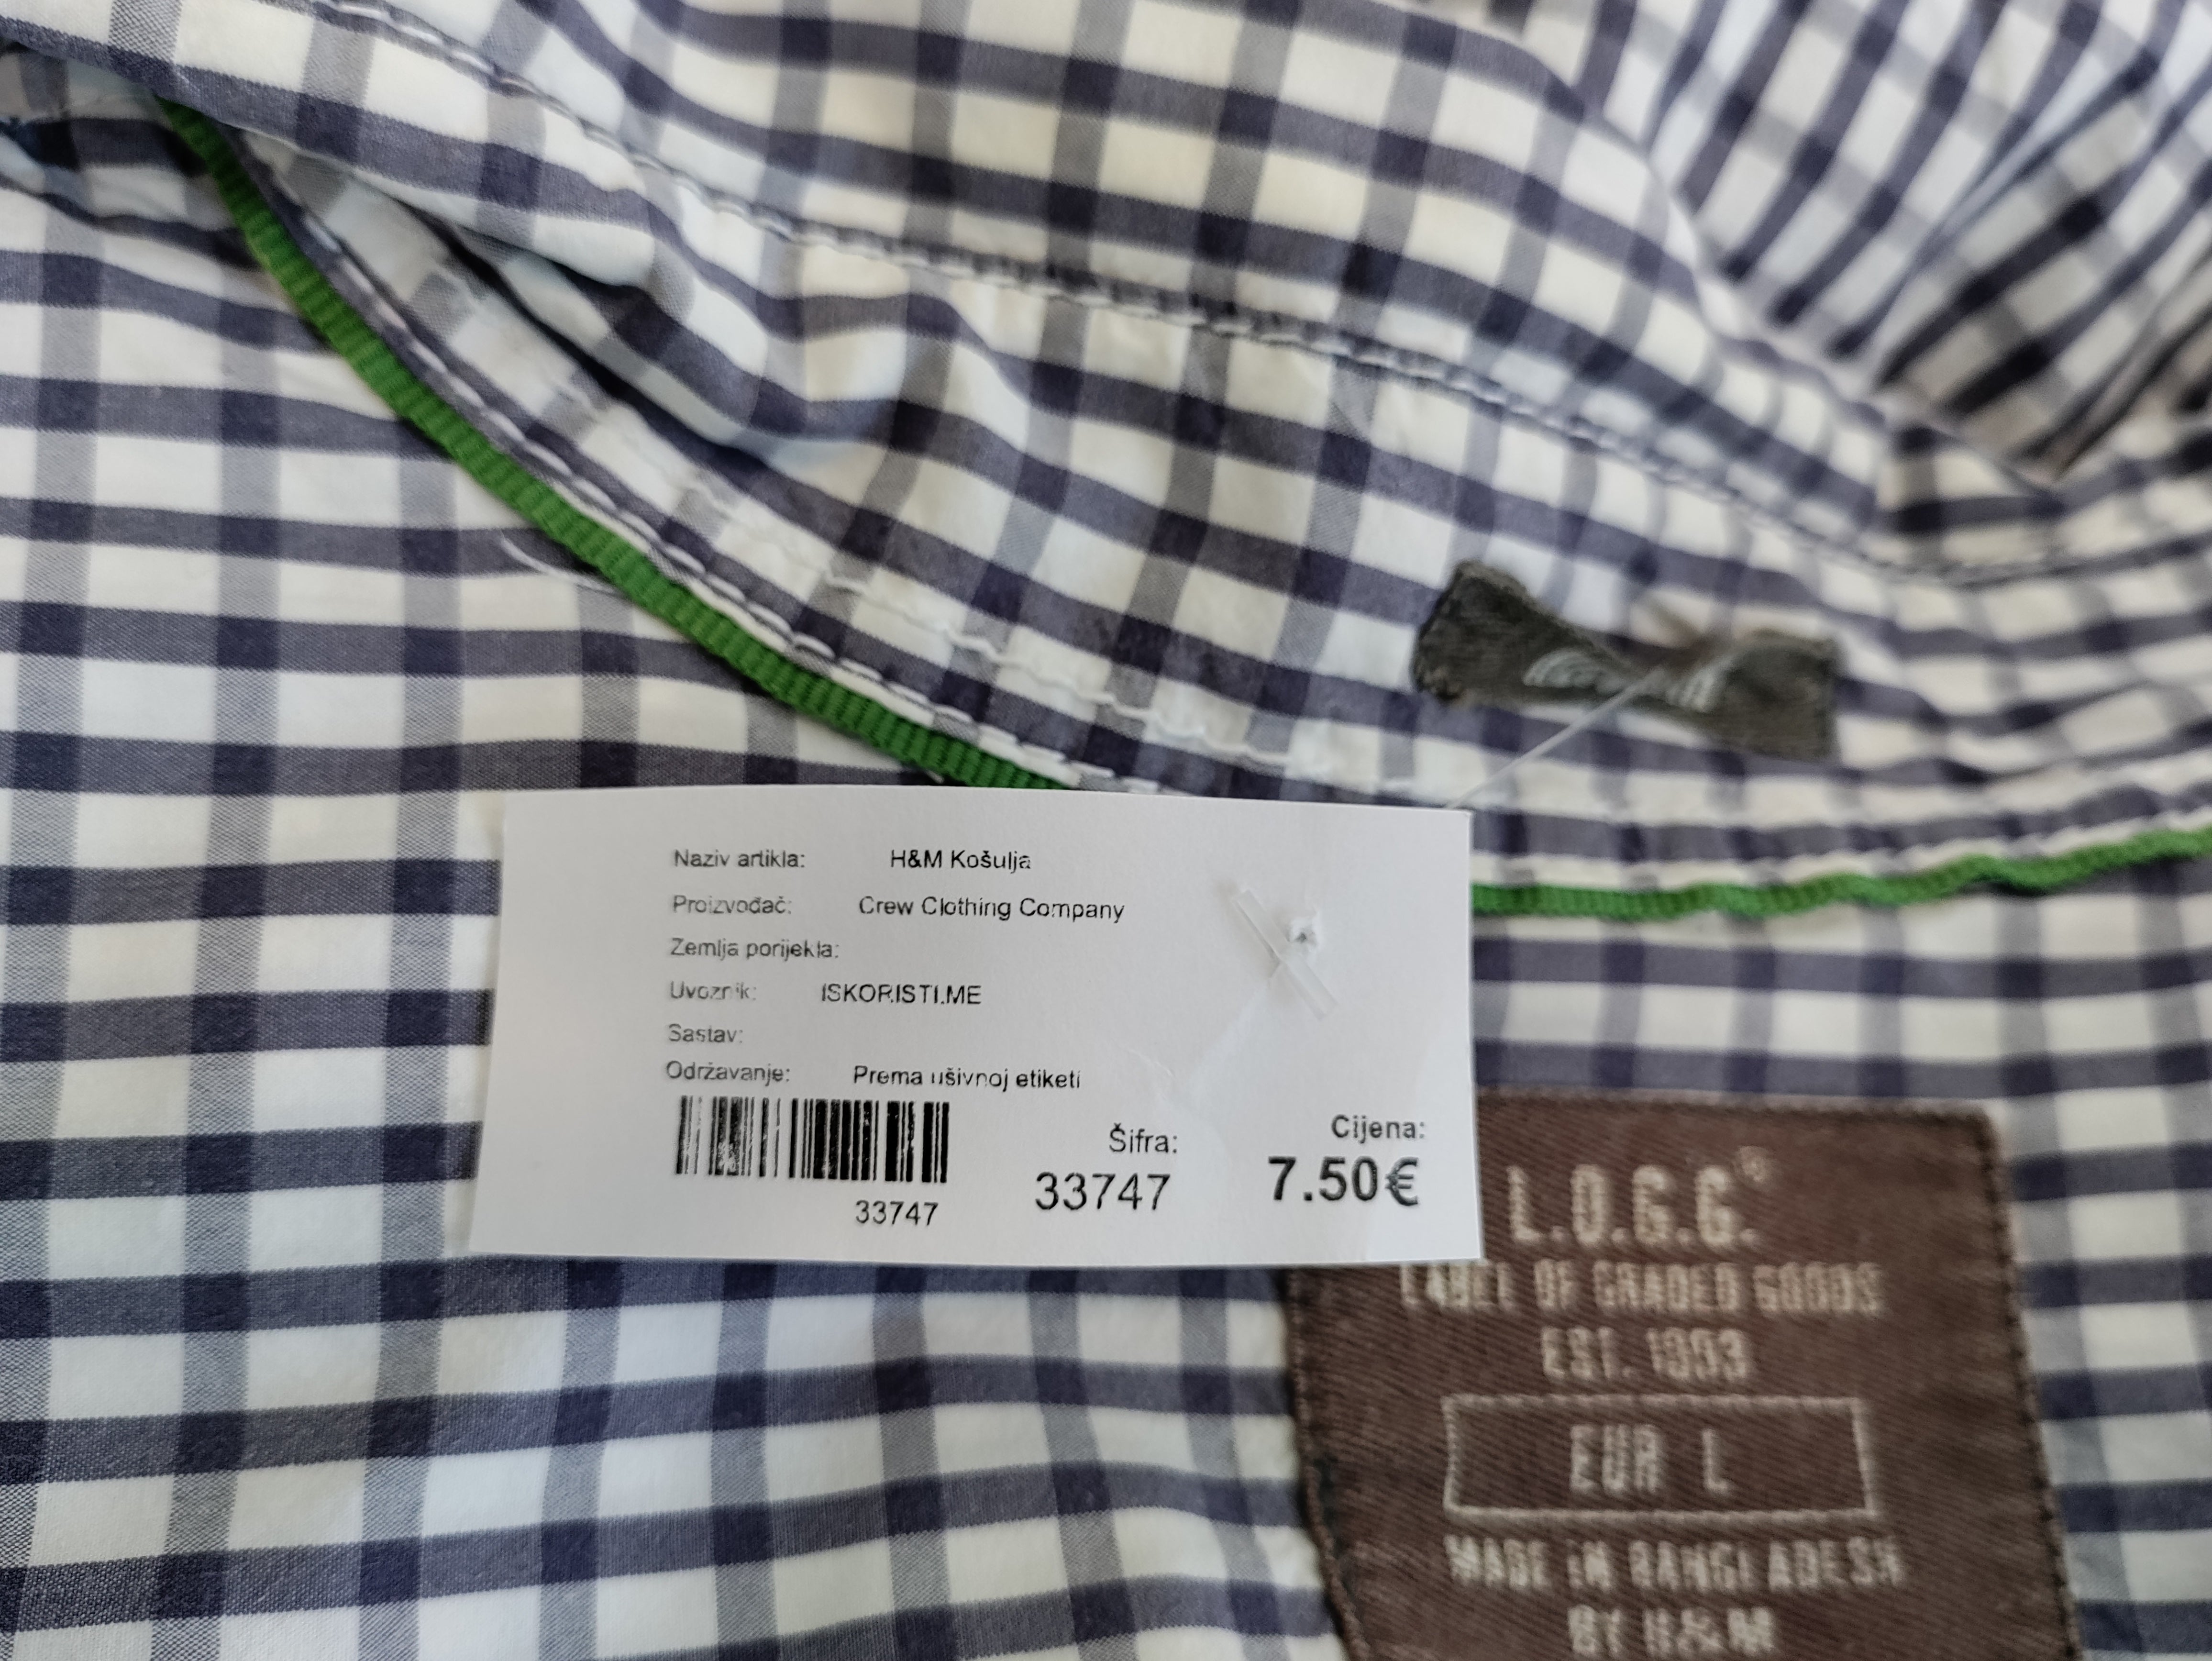 Naziv artikla: H&M Košulja
Proizvođač: Crew Clothing Company
Zemlja porijekla:
Uvoznik: ISKORISTI.ME
Sastav:
Održavanje: Prema ušivnoj etiketi
Šifra: Cijena:
33747 7.50€
33747
L.O.G.G.®
LABEL OF GRADED GOODS
EST. 1993
EUR L
MADE IN BANGLADESH
BY H&M